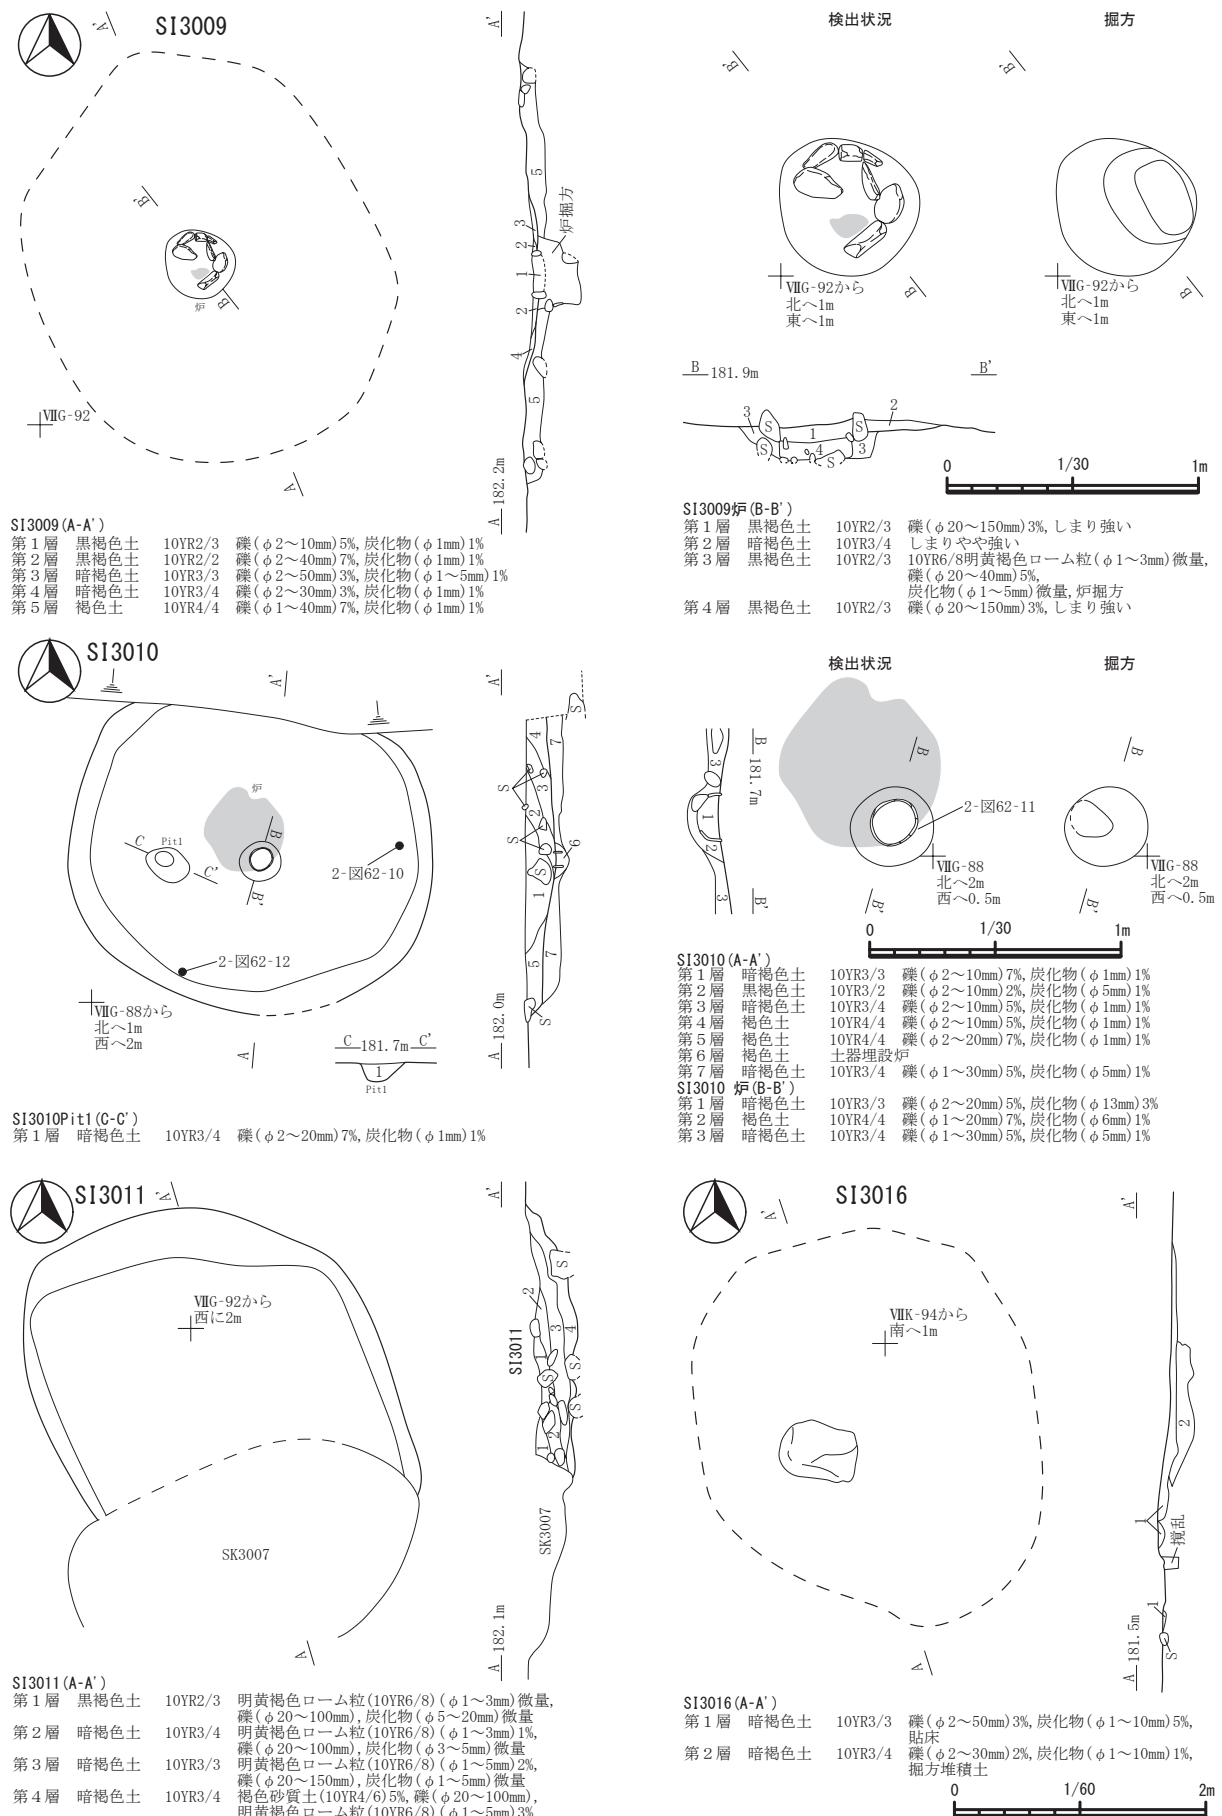 SI3009
A'
A'
B'
B
炉
ⅦG-92
A
5
炉掘方
3
2
1
2
4
5
A 182.2m
検出状況
掘方
B'
B'
ⅦG-92から
北へ1m
東へ1m
B
ⅦG-92から
北へ1m
東へ1m
B
B 181.9m B'
3 S 1 S 2
S 4 S 3
0 1/30 1m
SI3009(A-A')
第1層 黒褐色土 10YR2/3 礫(φ2～10mm)5%,炭化物(φ1mm)1%
第2層 黒褐色土 10YR2/2 礫(φ2～40mm)7%,炭化物(φ1mm)1%
第3層 暗褐色土 10YR3/3 礫(φ2～50mm)3%,炭化物(φ1～5mm)1%
第4層 暗褐色土 10YR3/4 礫(φ2～30mm)3%,炭化物(φ1mm)1%
第5層 褐色土 10YR4/4 礫(φ1～40mm)7%,炭化物(φ1mm)1%
SI3009炉(B-B')
第1層 黒褐色土 10YR2/3 礫(φ20～150mm)3%,しまり強い
第2層 暗褐色土 10YR3/4 しまりやや強い
第3層 黒褐色土 10YR2/3 10YR6/8明黄褐色ローム粒(φ1～3mm)微量,
礫(φ20～40mm)5%,
炭化物(φ1～5mm)微量,炉掘方
第4層 黒褐色土 10YR2/3 礫(φ20～150mm)3%,しまり強い
SI3010
A'
A'
炉
C Pit1 C'
B
B'
2-図62-10
2-図62-12
ⅦG-88から
北へ1m
西へ2m
A
C 181.7m C'
1
Pit1
S
4
7
S
3
2
S
6
S
1
5
7
S
A 182.0m
検出状況
掘方
B 181.7m
3
1
2
3
B'
B
B
2-図62-11
ⅦG-88
北へ2m
西へ0.5m
B'
ⅦG-88
北へ2m
西へ0.5m
B'
0 1/30 1m
SI3010Pit1(C-C')
第1層 暗褐色土 10YR3/4 礫(φ2～20mm)7%,炭化物(φ1mm)1%
SI3010(A-A')
第1層 暗褐色土 10YR3/3 礫(φ2～10mm)7%,炭化物(φ1mm)1%
第2層 黒褐色土 10YR3/2 礫(φ2～10mm)2%,炭化物(φ5mm)1%
第3層 暗褐色土 10YR3/4 礫(φ2～10mm)5%,炭化物(φ1mm)1%
第4層 褐色土 10YR4/4 礫(φ2～10mm)5%,炭化物(φ1mm)1%
第5層 褐色土 10YR4/4 礫(φ2～20mm)7%,炭化物(φ1mm)1%
第6層 褐色土 土器埋設炉
第7層 暗褐色土 10YR3/4 礫(φ1～30mm)5%,炭化物(φ5mm)1%
SI3010 炉(B-B')
第1層 暗褐色土 10YR3/3 礫(φ2～20mm)5%,炭化物(φ13mm)3%
第2層 褐色土 10YR4/4 礫(φ1～20mm)7%,炭化物(φ6mm)1%
第3層 暗褐色土 10YR3/4 礫(φ1～30mm)5%,炭化物(φ5mm)1%
SI3011
A'
A'
ⅦG-92から
西に2m
SK3007
A
S
2
3
4
SI3011
1
S
S
S
2
1
SK3007
A 182.1m
SI3011(A-A')
第1層 黒褐色土 10YR2/3 明黄褐色ローム粒(10YR6/8)(φ1～3mm)微量,
礫(φ20～100mm),炭化物(φ5～20mm)微量
第2層 暗褐色土 10YR3/4 明黄褐色ローム粒(10YR6/8)(φ1～3mm)1%,
礫(φ20～100mm),炭化物(φ3～5mm)微量
第3層 暗褐色土 10YR3/3 明黄褐色ローム粒(10YR6/8)(φ1～5mm)2%,
礫(φ20～150mm),炭化物(φ1～5mm)微量
第4層 暗褐色土 10YR3/4 褐色砂質土(10YR4/6)5%,礫(φ20～100mm),
明黄褐色ローム粒(10YR6/8)(φ1～5mm)3%
SI3016
A'
A'
ⅦK-94から
南へ1m
A
2
1
撹乱
1
S
A 181.5m
SI3016(A-A')
第1層 暗褐色土 10YR3/3 礫(φ2～50mm)3%,炭化物(φ1～10mm)5%,
貼床
第2層 暗褐色土 10YR3/4 礫(φ2～30mm)2%,炭化物(φ1～10mm)1%,
掘方堆積土
0 1/60 2m